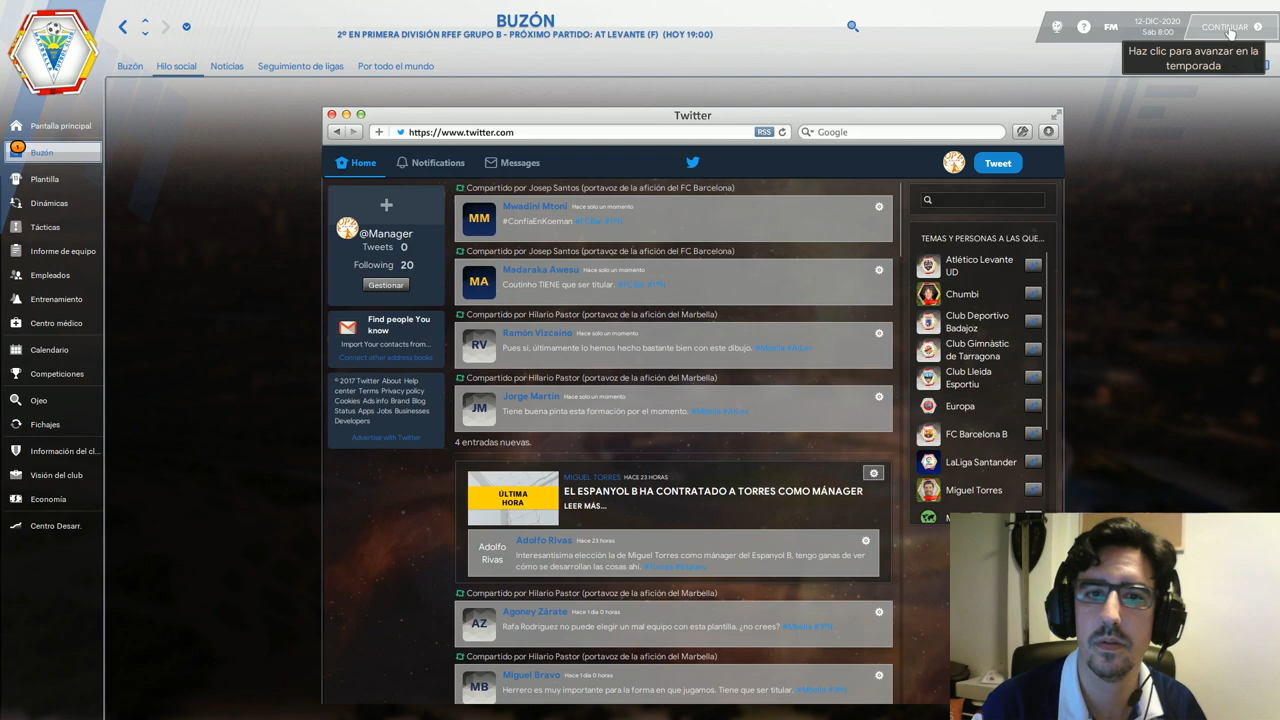 BUZÓN
2º EN PRIMERA DIVISIÓN RFEF GRUPO B - PRÓXIMO PARTIDO: AT LEVANTE (F) (HOY 19:00)
FM
12-DIC-2020
Sáb 8:00
CONTINUAR
Haz clic para avanzar en la
temporada
Buzón
Hilo social
Noticias
Seguimiento de ligas
Por todo el mundo
Pantalla principal
1
Buzón
Plantilla
Dinámicas
Tácticas
Informe de equipo
Empleados
Entrenamiento
Centro médico
Calendario
Competiciones
Ojeo
Fichajes
Información del cl...
Visión del club
Economía
Centro Desarr.
Twitter
https://www.twitter.com
RSS
Google
Home
Notifications
Messages
Tweet
@Manager
Tweets 0
Following 20
Gestionar
Find people You
know
Import Your contacts from...
Connect other address books
© 2017 Twitter About Help
center Terms Privacy policy
Cookies Ads info Brand Blog
Status Apps Jobs Businesses
Developers
Advertise with Twitter
Compartido por Josep Santos (portavoz de la afición del FC Barcelona)
MM
Mwadini Mtoni Hace solo un momento
#ConfíaEnKoeman
Compartido por Josep Santos (portavoz de la afición del FC Barcelona)
MA
Madaraka Awesu Hace solo un momento
Coutinho TIENE que ser titular.
Compartido por Hilario Pastor (portavoz de la afición del Marbella)
RV
Ramón Vizcaíno Hace solo un momento
Pues sí, últimamente lo hemos hecho bastante bien con este dibujo.
Compartido por Hilario Pastor (portavoz de la afición del Marbella)
JM
Jorge Martín Hace solo un momento
Tiene buena pinta esta formación por el momento.
4 entradas nuevas.
ÚLTIMA
HORA
MIGUEL TORRES HACE 23 HORAS
EL ESPANYOL B HA CONTRATADO A TORRES COMO MÁNAGER
LEER MÁS...
Adolfo
Rivas
Adolfo Rivas Hace 23 horas
Interesantísima elección la de Miguel Torres como mánager del Espanyol B, tengo ganas de ver
cómo se desarrollan las cosas ahí.
Compartido por Hilario Pastor (portavoz de la afición del Marbella)
AZ
Agoney Zárate Hace 1 día 0 horas
Rafa Rodríguez no puede elegir un mal equipo con esta plantilla, ¿no crees?
Compartido por Hilario Pastor (portavoz de la afición del Marbella)
MB
Miguel Bravo Hace 1 día 0 horas
Herrero es muy importante para la forma en que jugamos. Tiene que ser titular.
TEMAS Y PERSONAS A LAS QUE...
Atlético Levante
UD
Chumbi
Club Deportivo
Badajoz
Club Gimnàstic
de Tarragona
Club Lleida
Esportiu
Europa
FC Barcelona B
LaLiga Santander
Miguel Torres